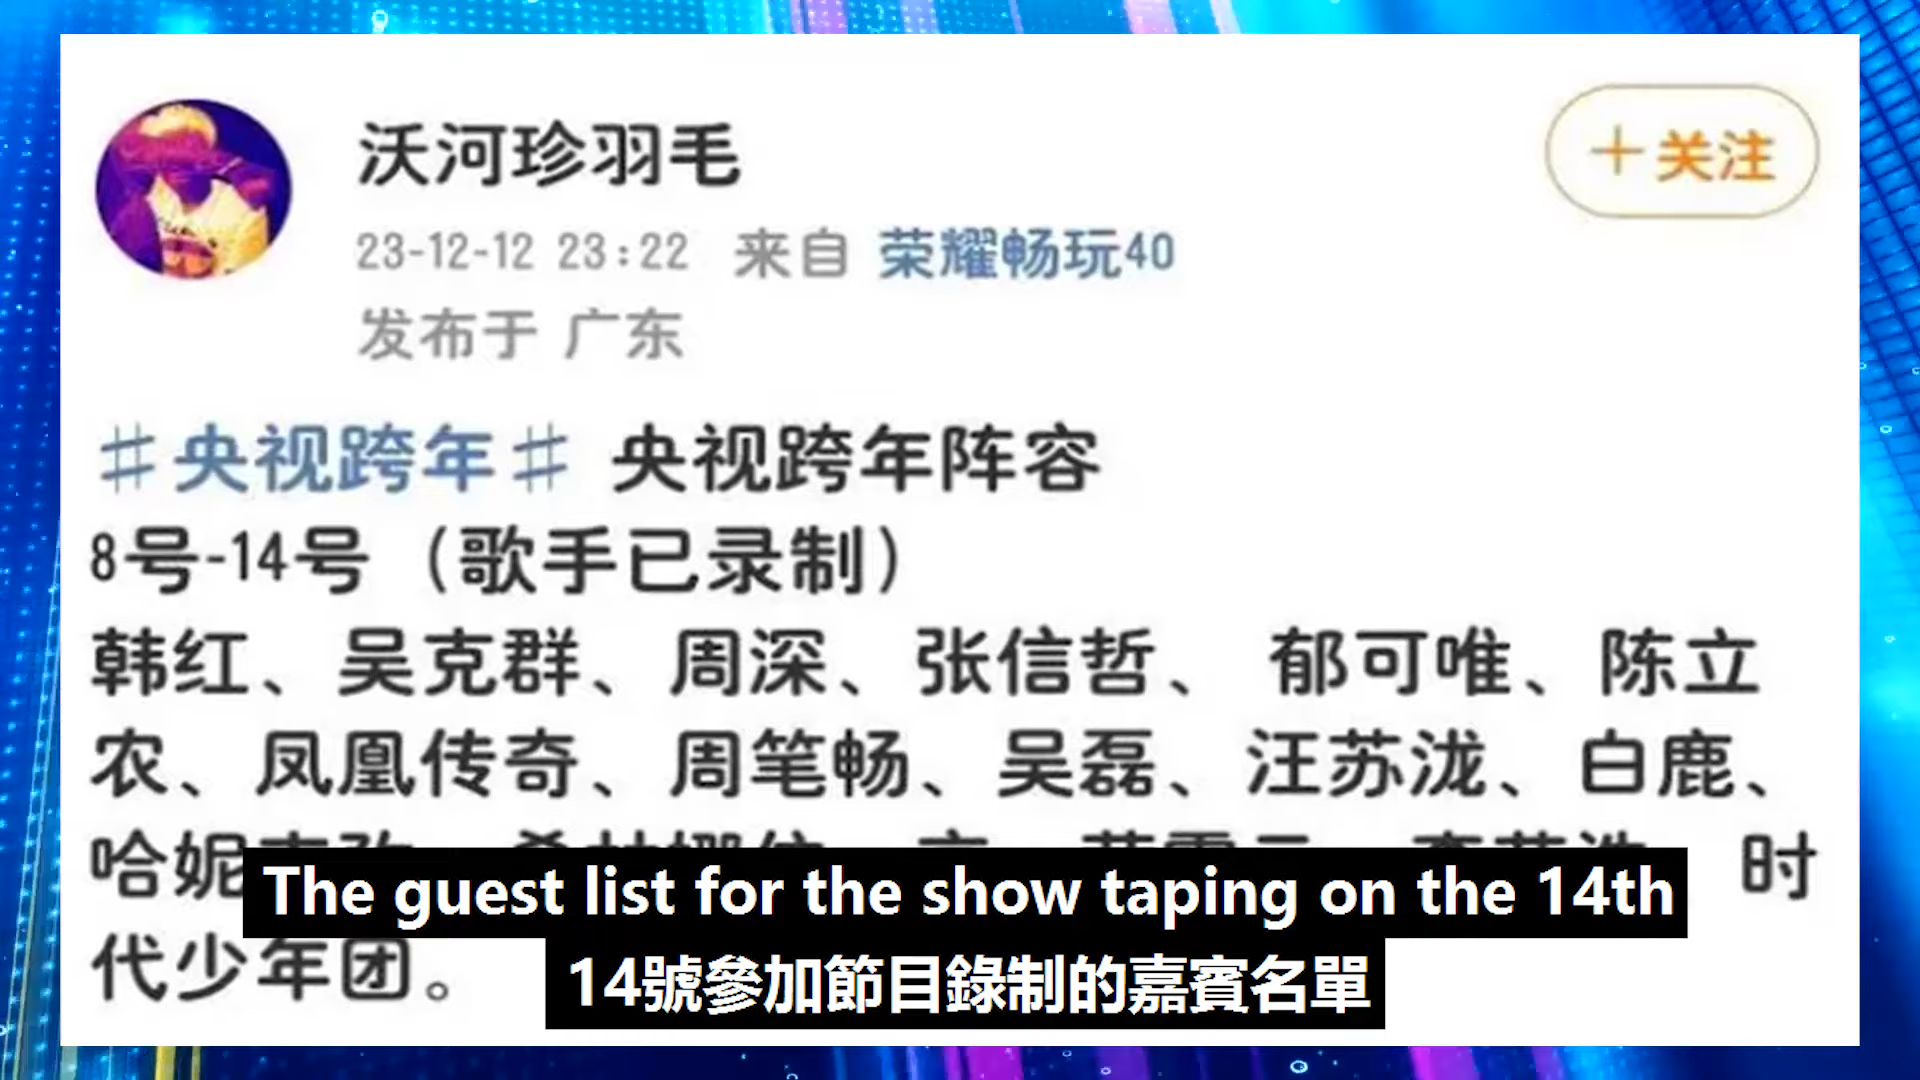 沃河珍羽毛
+关注
23-12-12 23:22 来自 荣耀畅玩40
发布于 广东
#央视跨年# 央视跨年阵容
8号-14号（歌手已录制）
韩红、吴克群、周深、张信哲、 郁可唯、陈立
农、凤凰传奇、周笔畅、吴磊、汪苏泷、白鹿、
哈妮 时
The guest list for the show taping on the 14th
代少年团。
14號參加節目錄制的嘉賓名單